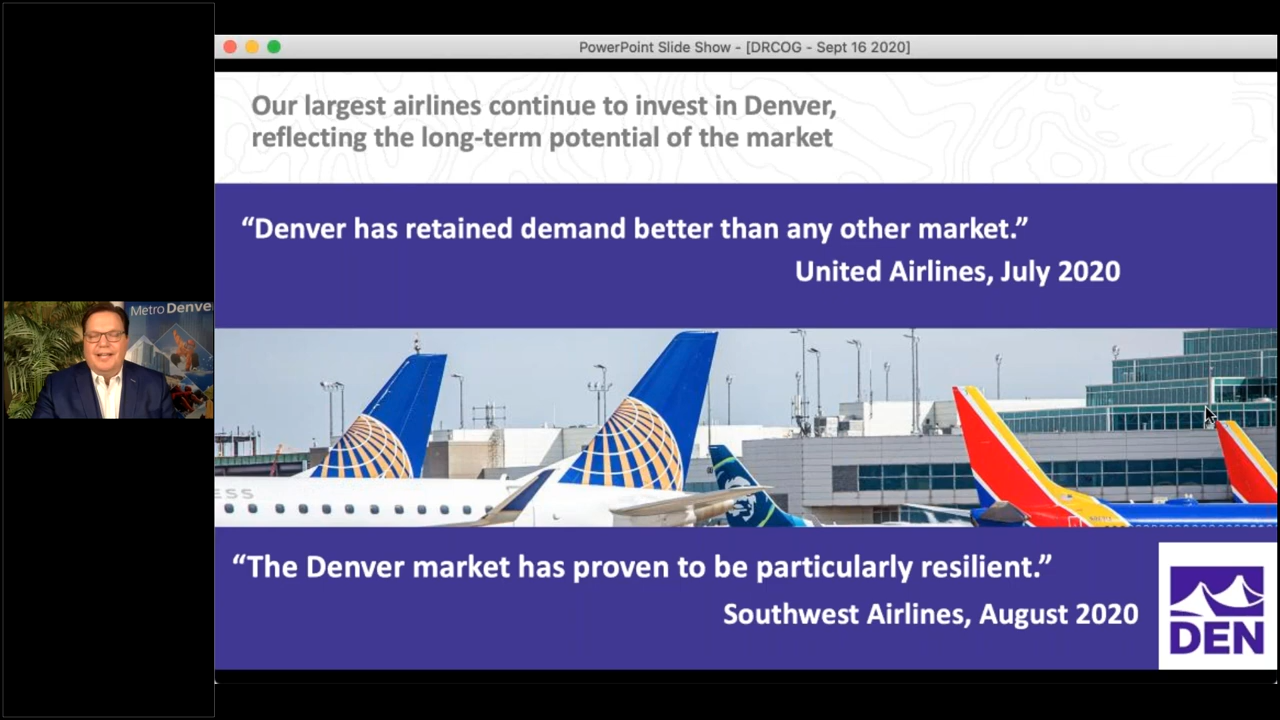 PowerPoint Slide Show - [DRCOG - Sept 16 2020]
Our largest airlines continue to invest in Denver,
reflecting the long-term potential of the market
“Denver has retained demand better than any other market.”
United Airlines, July 2020
Metro Denve
ESS
“The Denver market has proven to be particularly resilient.”
Southwest Airlines, August 2020
DEN